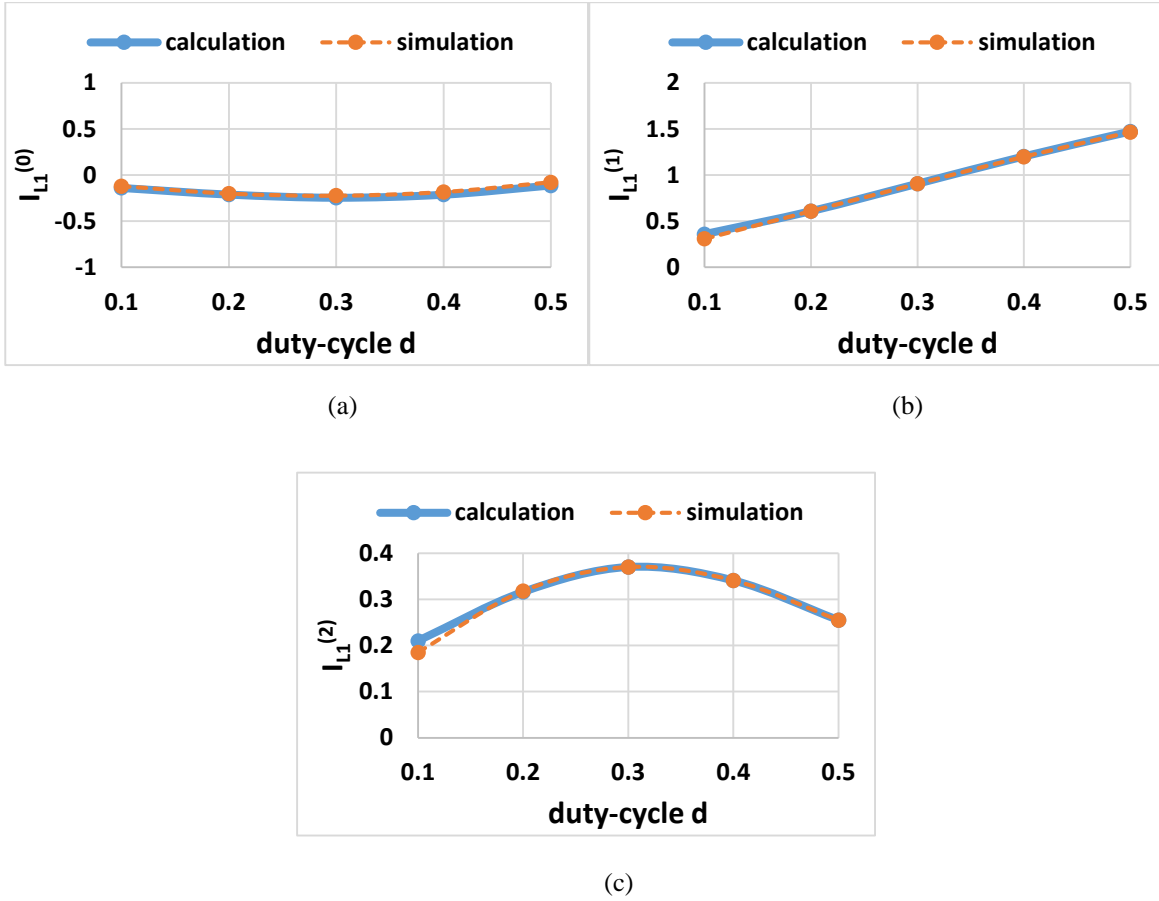 calculation simulation
1
0.5
0
-0.5
-1
I_L1^(0)
0.1 0.2 0.3 0.4 0.5
duty-cycle d
(a)
calculation simulation
2
1.5
1
0.5
0
I_L1^(1)
0.1 0.2 0.3 0.4 0.5
duty-cycle d
(b)
calculation simulation
0.4
0.3
0.2
0.1
0
I_L1^(2)
0.1 0.2 0.3 0.4 0.5
duty-cycle d
(c)